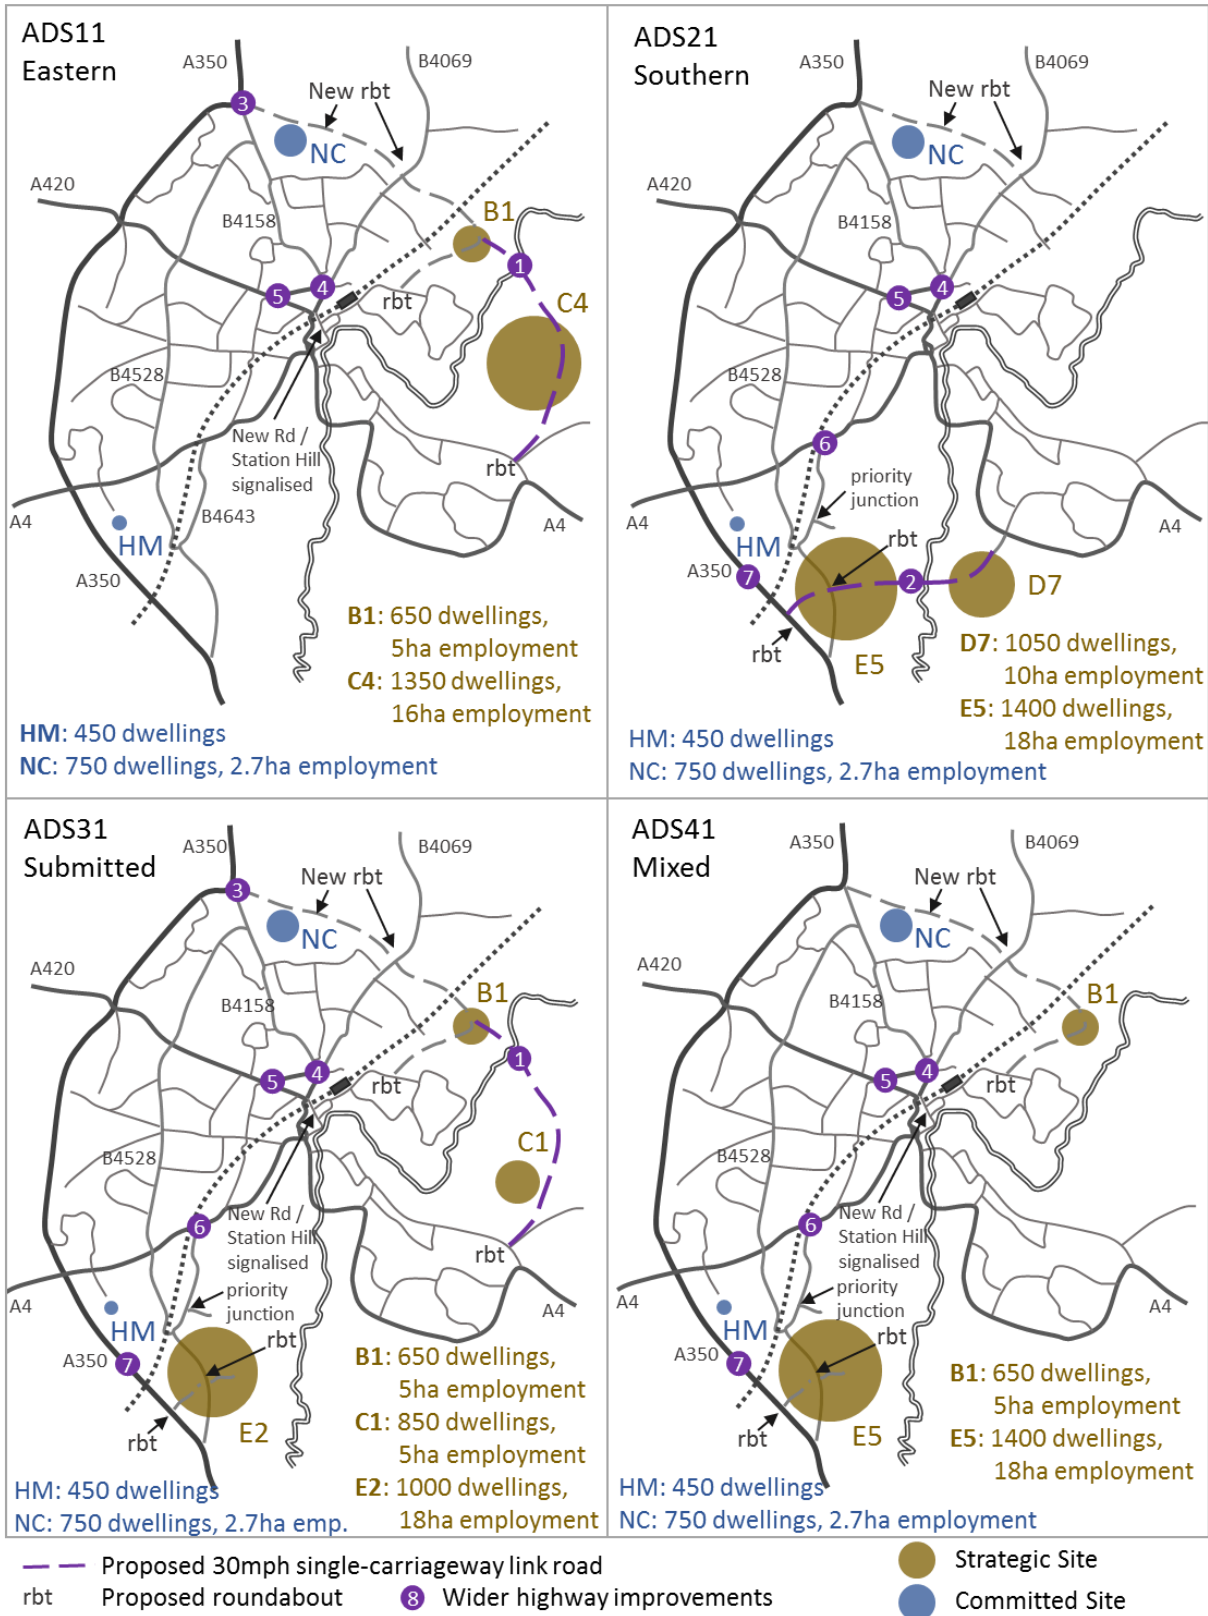 ADS11
Eastern
A350
B4069
New rbt
3
NC
A420
B4158
B1
1
5
4
rbt
C4
B4528
New Rd /
Station Hill
signalised
rbt
A4
B4643
A4
HM
A350
B1: 650 dwellings,
5ha employment
C4: 1350 dwellings,
16ha employment
HM: 450 dwellings
NC: 750 dwellings, 2.7ha employment
ADS21
Southern
A350
B4069
New rbt
NC
A420
B4158
5
4
B4528
6
priority
junction
A4
A4
HM
rbt
A350
7
2
D7
rbt
E5
D7: 1050 dwellings,
10ha employment
E5: 1400 dwellings,
18ha employment
HM: 450 dwellings
NC: 750 dwellings, 2.7ha employment
ADS31
Submitted
A350
B4069
3
New rbt
NC
A420
B4158
B1
1
5
4
rbt
C1
B4528
6
New Rd /
Station Hill
signalised
rbt
priority
junction
A4
A4
HM
rbt
A350
7
rbt
E2
B1: 650 dwellings,
5ha employment
C1: 850 dwellings,
5ha employment
E2: 1000 dwellings,
18ha employment
HM: 450 dwellings
NC: 750 dwellings, 2.7ha emp.
ADS41
Mixed
A350
B4069
New rbt
NC
A420
B4158
B1
5
4
rbt
B4528
6
New Rd /
Station Hill
signalised
priority
junction
A4
A4
HM
rbt
A350
7
rbt
E5
B1: 650 dwellings,
5ha employment
E5: 1400 dwellings,
18ha employment
HM: 450 dwellings
NC: 750 dwellings, 2.7ha employment
Proposed 30mph single-carriageway link road
Strategic Site
rbt Proposed roundabout
8 Wider highway improvements
Committed Site